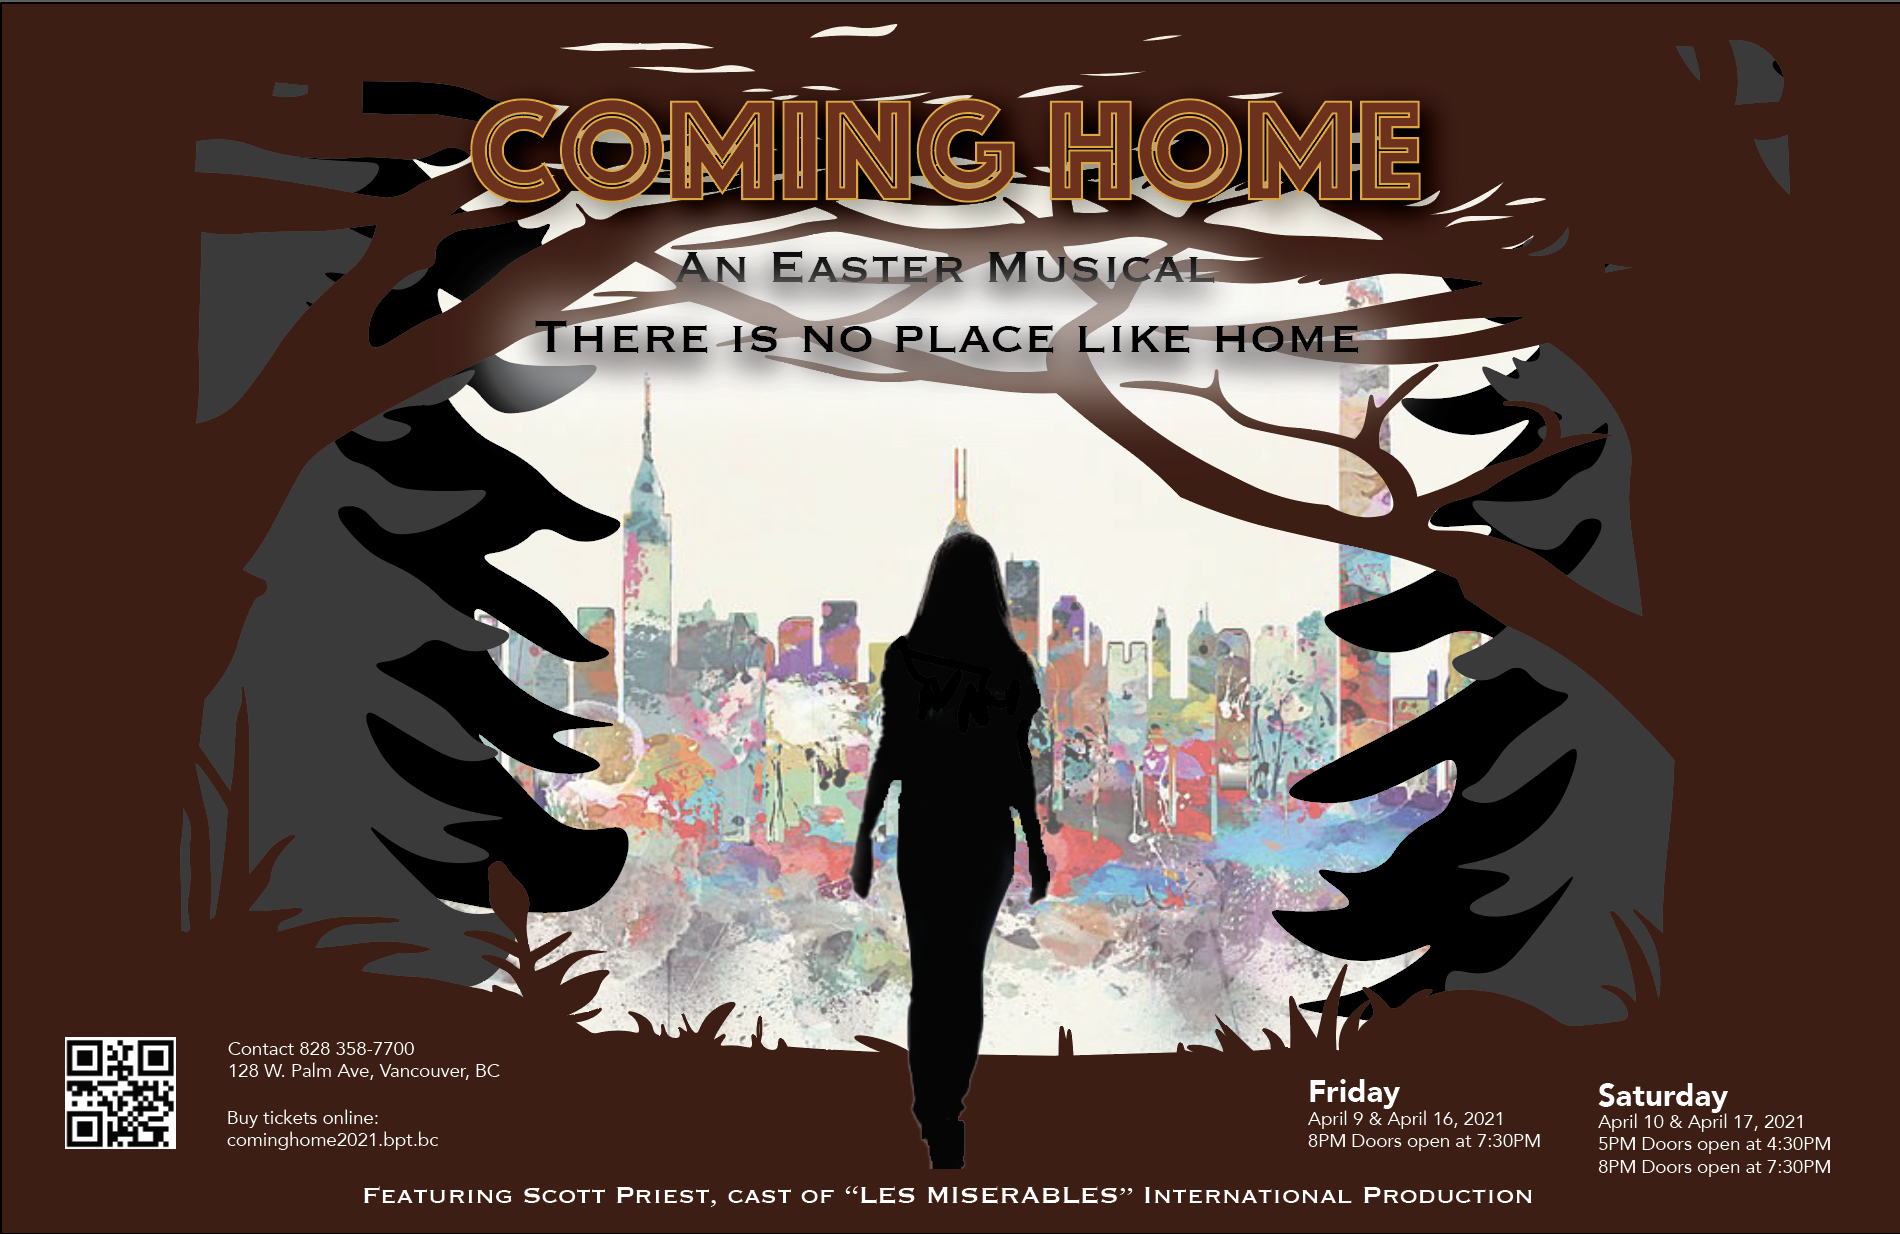 COMING HOME
AN EASTER MUSICAL
THERE IS NO PLACE LIKE HOME
Contact 828 358-7700
128 W. Palm Ave, Vancouver, BC
Buy tickets online:
cominghome2021.bpt.bc
Friday
April 9 & April 16, 2021
8PM Doors open at 7:30PM
Saturday
April 10 & April 17, 2021
5PM Doors open at 4:30PM
8PM Doors open at 7:30PM
FEATURING SCOTT PRIEST, CAST OF “LES MISERABLES” INTERNATIONAL PRODUCTION